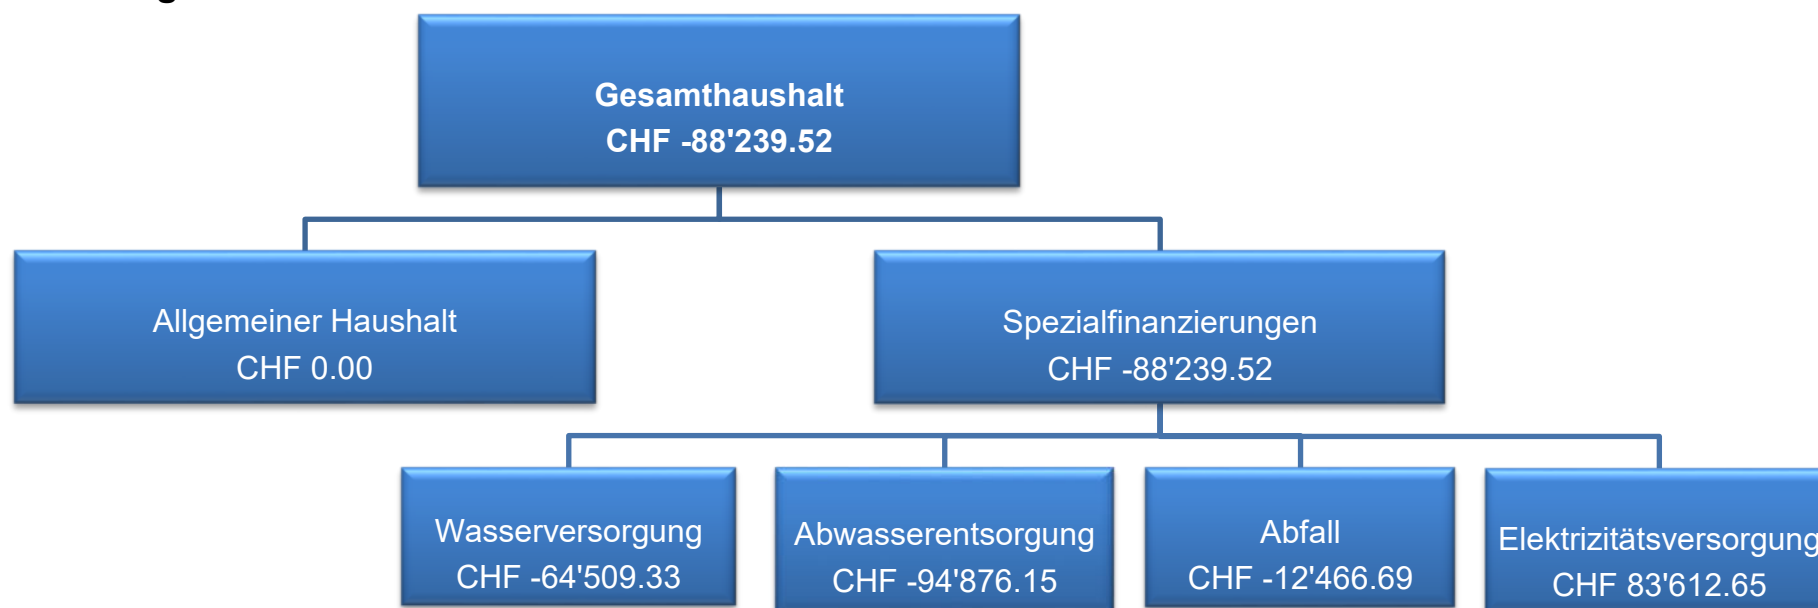 Gesamthaushalt
CHF -88'239.52
Allgemeiner Haushalt
CHF 0.00
Spezialfinanzierungen
CHF -88'239.52
Wasserversorgung
CHF -64'509.33
Abwasserentsorgung
CHF -94'876.15
Abfall
CHF -12'466.69
Elektrizitätsversorgung
CHF 83'612.65